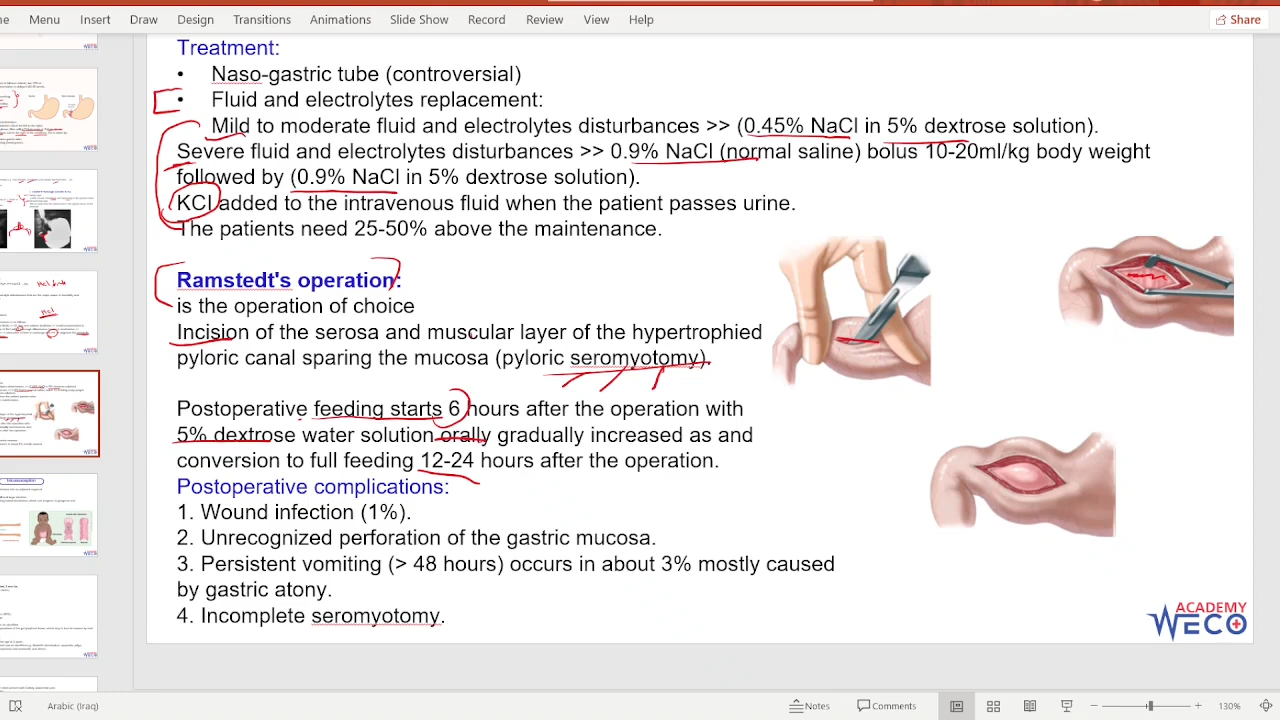 Menu Insert Draw Design Transitions Animations Slide Show Record Review View Help Share
Treatment:
• Naso-gastric tube (controversial)
• Fluid and electrolytes replacement:
Mild to moderate fluid and electrolytes disturbances >> (0.45% NaCl in 5% dextrose solution).
Severe fluid and electrolytes disturbances >> 0.9% NaCl (normal saline) bolus 10-20ml/kg body weight
followed by (0.9% NaCl in 5% dextrose solution).
KCl added to the intravenous fluid when the patient passes urine.
The patients need 25-50% above the maintenance.
Ramstedt's operation:
is the operation of choice
Incision of the serosa and muscular layer of the hypertrophied
pyloric canal sparing the mucosa (pyloric seromyotomy).
Postoperative feeding starts 6 hours after the operation with
5% dextrose water solution orally gradually increased as and
conversion to full feeding 12-24 hours after the operation.
Postoperative complications:
1. Wound infection (1%).
2. Unrecognized perforation of the gastric mucosa.
3. Persistent vomiting (> 48 hours) occurs in about 3% mostly caused
by gastric atony.
4. Incomplete seromyotomy.
ACADEMY
WECO
Arabic (Iraq) Notes Comments 130%